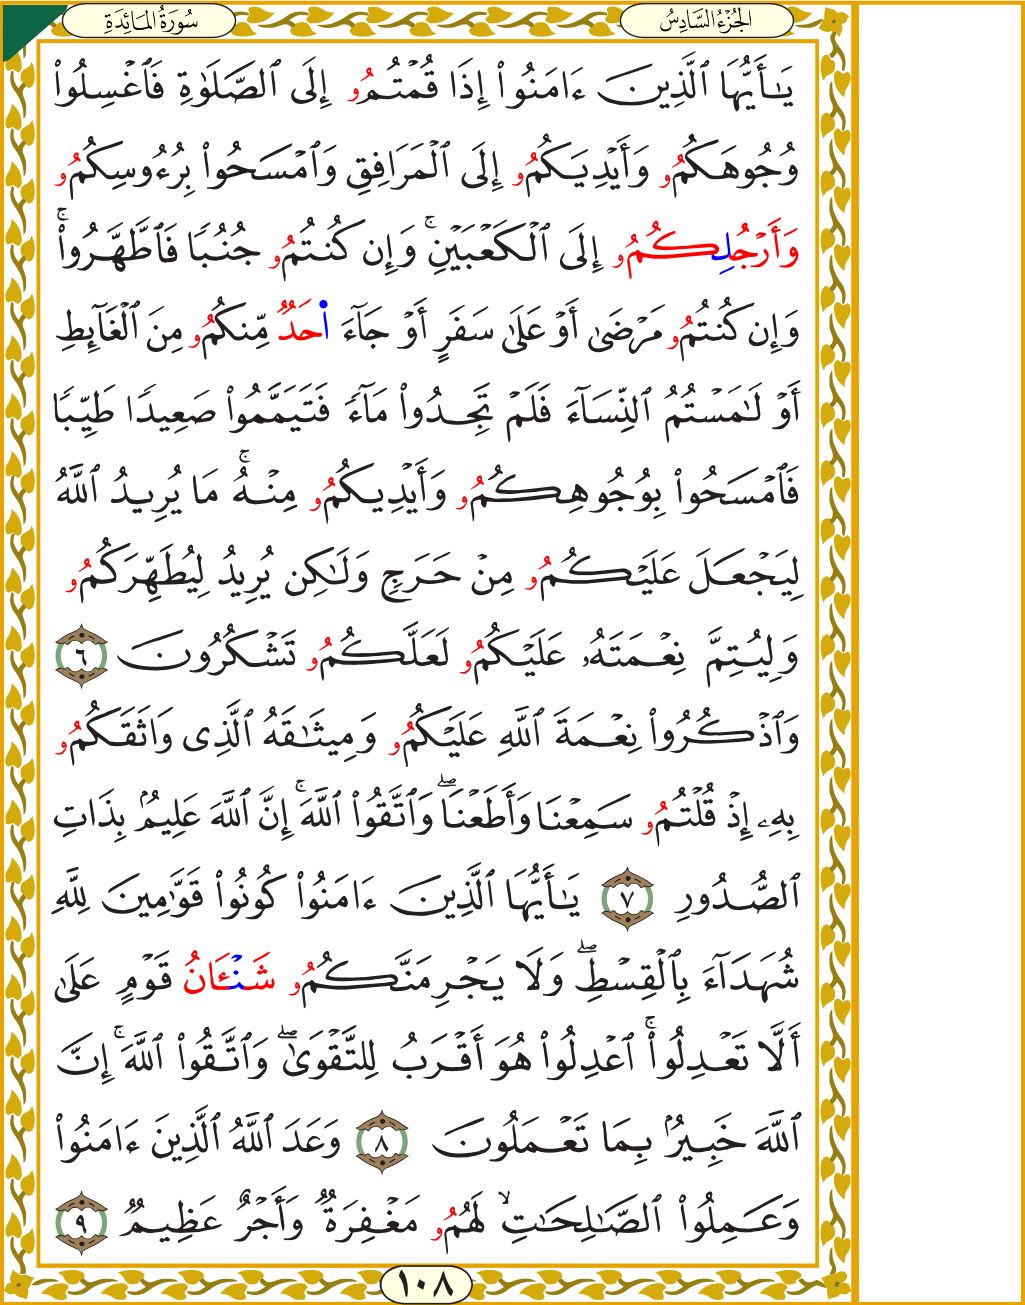 الجُزْءُ السَّادِسُ
سُورَةُ المَائِدَةِ
يَـٰٓأَيُّهَا ٱلَّذِينَ ءَامَنُوا۟ إِذَا قُمْتُمُۥ إِلَى ٱلصَّلَوٰةِ فَٱغْسِلُوا۟
وُجُوهَكُمُۥ وَأَيْدِيَكُمُۥ إِلَى ٱلْمَرَافِقِ وَٱمْسَحُوا۟ بِرُءُوسِكُمُۥ
وَأَرْجُلِكُمُۥ إِلَى ٱلْكَعْبَيْنِ ۚ وَإِن كُنتُمُۥ جُنُبًا فَٱطَّهَّرُوا۟ ۚ
وَإِن كُنتُمُۥ مَرْضَىٰ أَوْ عَلَىٰ سَفَرٍ أَوْ جَآءَ ا۬حَدٌ مِّنكُمُۥ مِنَ ٱلْغَآئِطِ
أَوْ لَـٰمَسْتُمُ ٱلنِّسَآءَ فَلَمْ تَجِدُوا۟ مَآءً فَتَيَمَّمُوا۟ صَعِيدًا طَيِّبًا
فَٱمْسَحُوا۟ بِوُجُوهِكُمُۥ وَأَيْدِيكُمُۥ مِنْهُ ۚ مَا يُرِيدُ ٱللَّهُ
لِيَجْعَلَ عَلَيْكُمُۥ مِنْ حَرَجٍ وَلَـٰكِن يُرِيدُ لِيُطَهِّرَكُمُۥ
وَلِيُتِمَّ نِعْمَتَهُۥ عَلَيْكُمُۥ لَعَلَّكُمُۥ تَشْكُرُونَ ٦
وَٱذْكُرُوا۟ نِعْمَةَ ٱللَّهِ عَلَيْكُمُۥ وَمِيثَـٰقَهُ ٱلَّذِى وَاثَقَكُمُۥ
بِهِۦٓ إِذْ قُلْتُمُۥ سَمِعْنَا وَأَطَعْنَا ۖ وَٱتَّقُوا۟ ٱللَّهَ ۚ إِنَّ ٱللَّهَ عَلِيمٌۢ بِذَاتِ
ٱلصُّدُورِ ٧ يَـٰٓأَيُّهَا ٱلَّذِينَ ءَامَنُوا۟ كُونُوا۟ قَوَّٰمِينَ لِلَّهِ
شُهَدَآءَ بِٱلْقِسْطِ ۖ وَلَا يَجْرِمَنَّكُمُۥ شَنْـَٔانُ قَوْمٍ عَلَىٰٓ
أَلَّا تَعْدِلُوا۟ ۚ ٱعْدِلُوا۟ هُوَ أَقْرَبُ لِلتَّقْوَىٰ ۖ وَٱتَّقُوا۟ ٱللَّهَ ۚ إِنَّ
ٱللَّهَ خَبِيرٌۢ بِمَا تَعْمَلُونَ ٨ وَعَدَ ٱللَّهُ ٱلَّذِينَ ءَامَنُوا۟
وَعَمِلُوا۟ ٱلصَّـٰلِحَـٰتِ ۙ لَهُمُۥ مَغْفِرَةٌ وَأَجْرٌ عَظِيمٌ ٩
١٠٨